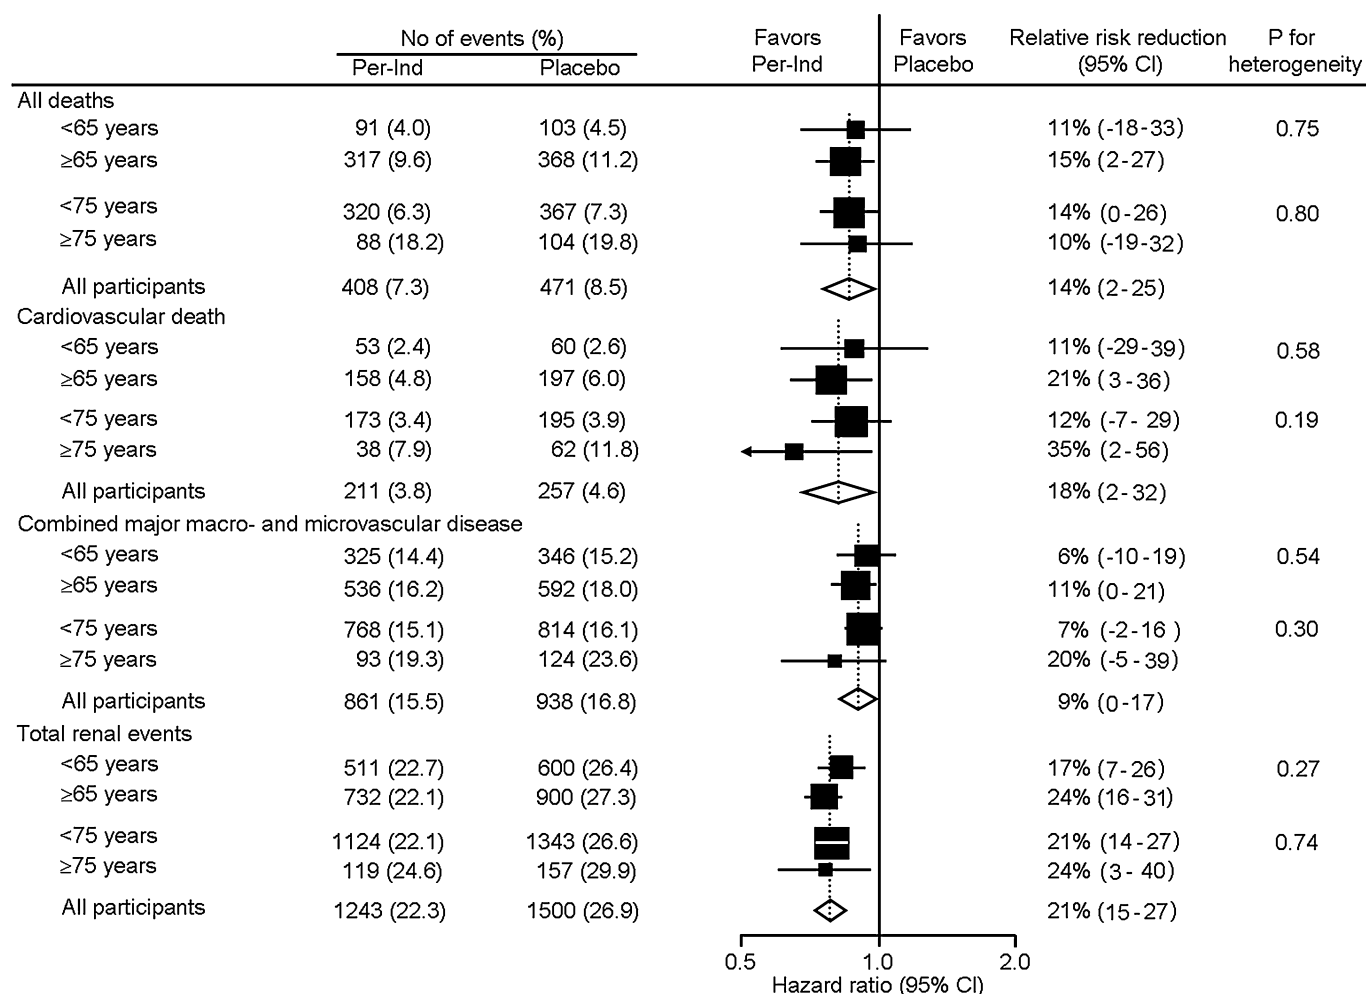 No of events (%) Favors Favors Relative risk reduction P for
Per-Ind Placebo Per-Ind Placebo (95% CI) heterogeneity
All deaths
<65 years 91 (4.0) 103 (4.5) 11% (-18-33) 0.75
≥65 years 317 (9.6) 368 (11.2) 15% (2-27)
<75 years 320 (6.3) 367 (7.3) 14% (0-26) 0.80
≥75 years 88 (18.2) 104 (19.8) 10% (-19-32)
All participants 408 (7.3) 471 (8.5) 14% (2-25)
Cardiovascular death
<65 years 53 (2.4) 60 (2.6) 11% (-29-39) 0.58
≥65 years 158 (4.8) 197 (6.0) 21% (3-36)
<75 years 173 (3.4) 195 (3.9) 12% (-7-29) 0.19
≥75 years 38 (7.9) 62 (11.8) 35% (2-56)
All participants 211 (3.8) 257 (4.6) 18% (2-32)
Combined major macro- and microvascular disease
<65 years 325 (14.4) 346 (15.2) 6% (-10-19) 0.54
≥65 years 536 (16.2) 592 (18.0) 11% (0-21)
<75 years 768 (15.1) 814 (16.1) 7% (-2-16) 0.30
≥75 years 93 (19.3) 124 (23.6) 20% (-5-39)
All participants 861 (15.5) 938 (16.8) 9% (0-17)
Total renal events
<65 years 511 (22.7) 600 (26.4) 17% (7-26) 0.27
≥65 years 732 (22.1) 900 (27.3) 24% (16-31)
<75 years 1124 (22.1) 1343 (26.6) 21% (14-27) 0.74
≥75 years 119 (24.6) 157 (29.9) 24% (3-40)
All participants 1243 (22.3) 1500 (26.9) 21% (15-27)
0.5 1.0 2.0
Hazard ratio (95% CI)